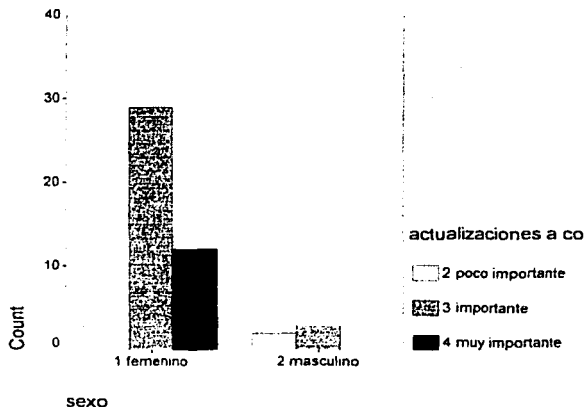 40
30
20
10
0
Count
1 femenino
2 masculino
sexo
actualizaciones a co
2 poco importante
3 importante
4 muy importante